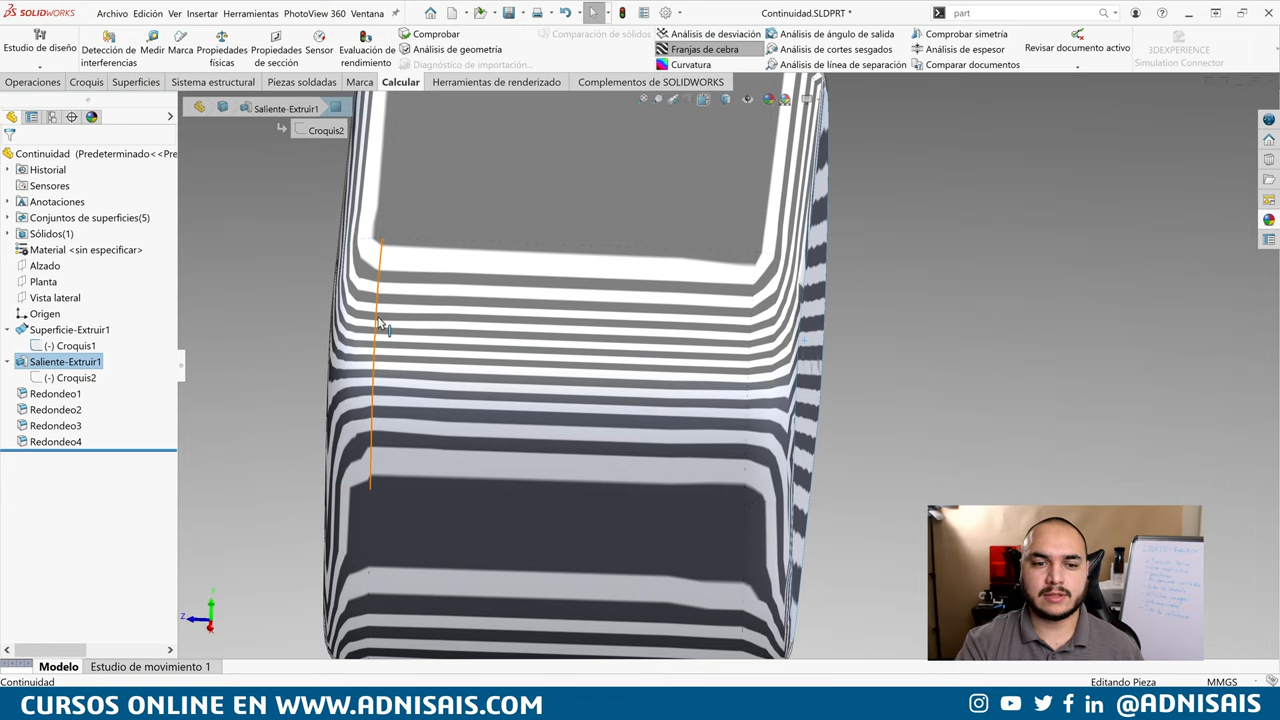 SOLIDWORKS
Archivo Edición Ver Insertar Herramientas PhotoView 360 Ventana
Continuidad.SLDPRT *
part
Estudio de diseño
Detección de interferencias
Medir
Marca
Propiedades físicas
Propiedades de sección
Sensor
Evaluación de rendimiento
Comprobar
Análisis de geometría
Diagnóstico de importación...
Comparación de sólidos
Análisis de desviación
Franjas de cebra
Curvatura
Análisis de ángulo de salida
Análisis de cortes sesgados
Análisis de línea de separación
Comprobar simetría
Análisis de espesor
Comparar documentos
Revisar documento activo
3DEXPERIENCE
Simulation Connector
Operaciones Croquis Superficies Sistema estructural Piezas soldadas Marca Calcular Herramientas de renderizado Complementos de SOLIDWORKS
Saliente-Extruir1
Croquis2
Continuidad (Predeterminado<<Pre
Historial
Sensores
Anotaciones
Conjuntos de superficies(5)
Sólidos(1)
Material <sin especificar>
Alzado
Planta
Vista lateral
Origen
Superficie-Extruir1
(-) Croquis1
Saliente-Extruir1
(-) Croquis2
Redondeo1
Redondeo2
Redondeo3
Redondeo4
Y
Z
X
Modelo Estudio de movimiento 1
Continuidad
Editando Pieza
MMGS
CURSOS ONLINE EN WWW.ADNISAIS.COM
@ADNISAIS